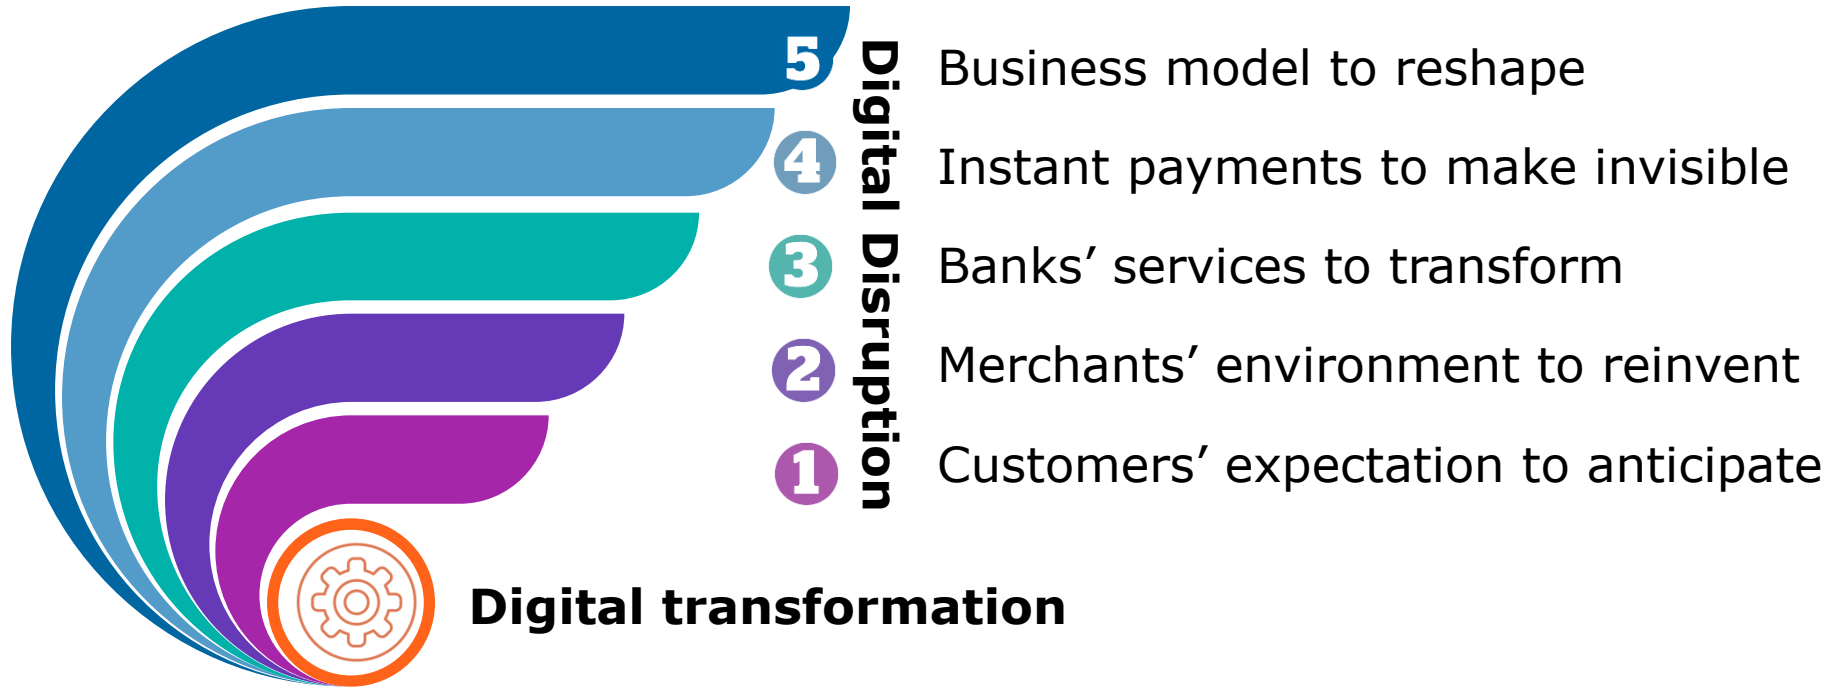 5
Business model to reshape
4
Instant payments to make invisible
3
Banks’ services to transform
2
Merchants’ environment to reinvent
1
Customers’ expectation to anticipate
Digital Disruption
Digital transformation